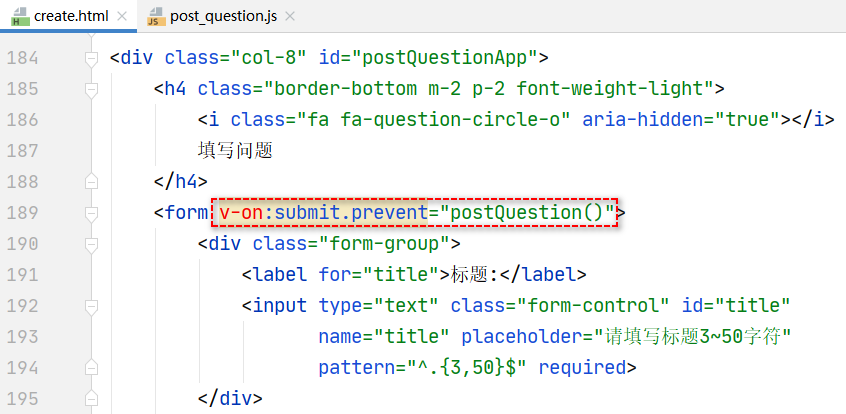 create.html
post_question.js
184 <div class="col-8" id="postQuestionApp">
185 <h4 class="border-bottom m-2 p-2 font-weight-light">
186 <i class="fa fa-question-circle-o" aria-hidden="true"></i>
187 填写问题
188 </h4>
189 <form v-on:submit.prevent="postQuestion()">
190 <div class="form-group">
191 <label for="title">标题:</label>
192 <input type="text" class="form-control" id="title"
193 name="title" placeholder="请填写标题3~50字符"
194 pattern="^.{3,50}$" required>
195 </div>